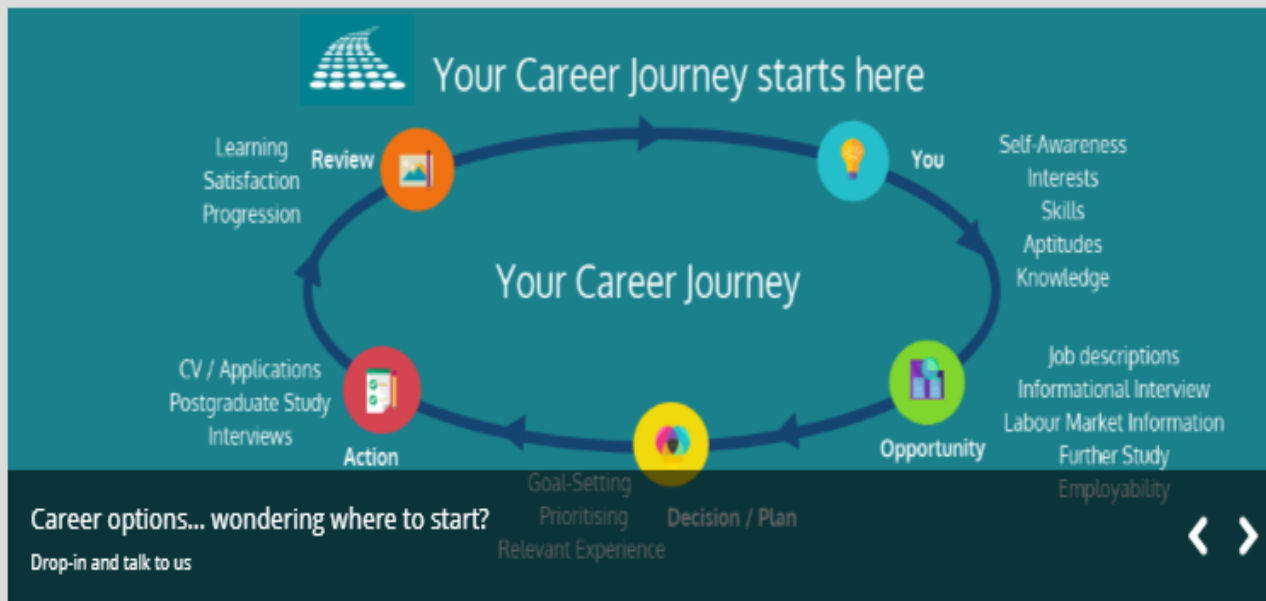 Your Career Journey starts here
Learning
Satisfaction
Progression
Review
You
Self-Awareness
Interests
Skills
Aptitudes
Knowledge
Your Career Journey
CV / Applications
Postgraduate Study
Interviews
Action
Job descriptions
Informational Interview
Labour Market Information
Further Study
Employability
Opportunity
Goal-Setting
Prioritising
Relevant Experience
Decision / Plan
Career options... wondering where to start?
Drop-in and talk to us